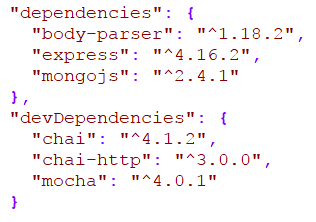 "dependencies": {
"body-parser": "^1.18.2",
"express": "^4.16.2",
"mongojs": "^2.4.1"
},
"devDependencies": {
"chai": "^4.1.2",
"chai-http": "^3.0.0",
"mocha": "^4.0.1"
}